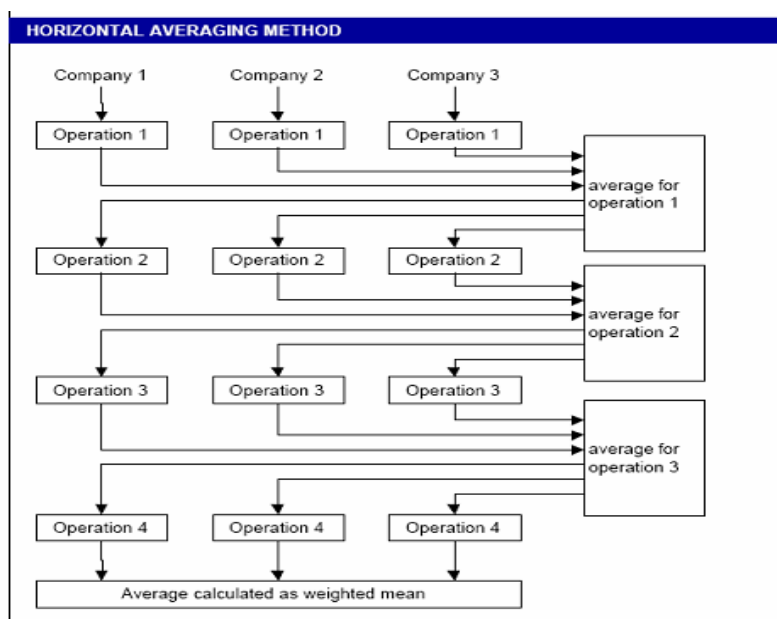 HORIZONTAL AVERAGING METHOD
Company 1
Company 2
Company 3
Operation 1
Operation 1
Operation 1
average for
operation 1
Operation 2
Operation 2
Operation 2
average for
operation 2
Operation 3
Operation 3
Operation 3
average for
operation 3
Operation 4
Operation 4
Operation 4
Average calculated as weighted mean